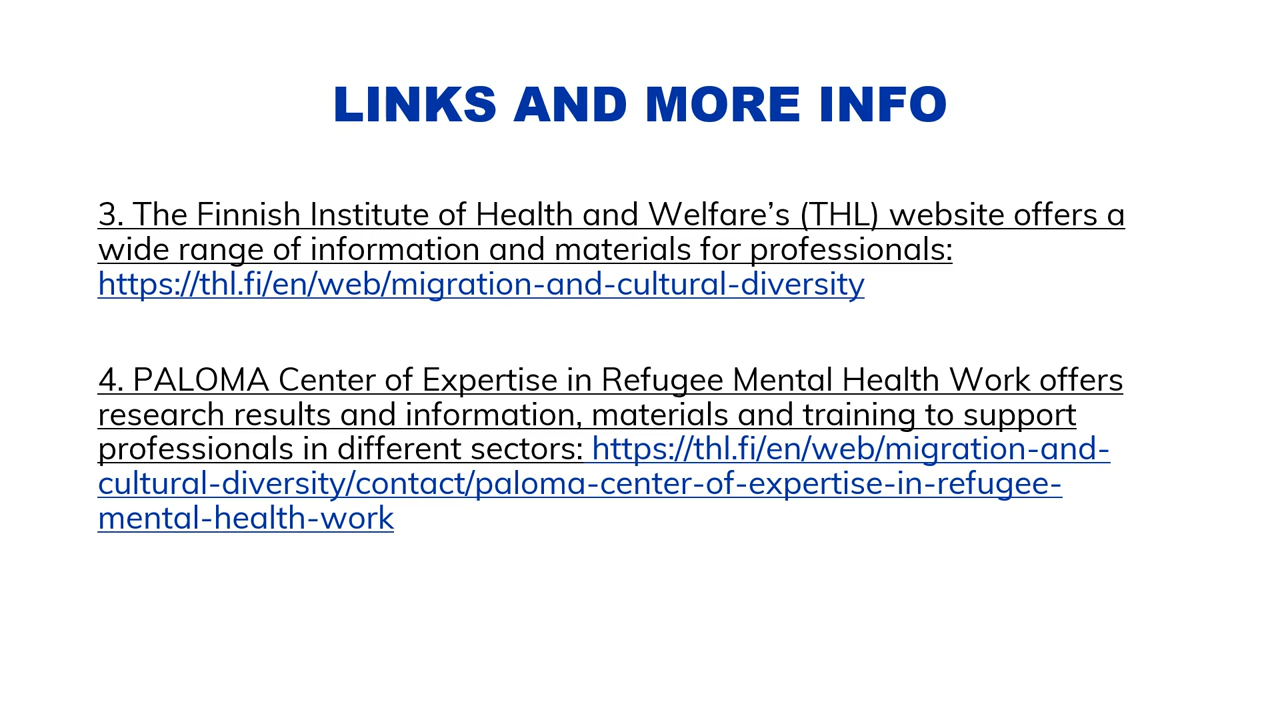 LINKS AND MORE INFO
3. The Finnish Institute of Health and Welfare’s (THL) website offers a
wide range of information and materials for professionals:
https://thl.fi/en/web/migration-and-cultural-diversity
4. PALOMA Center of Expertise in Refugee Mental Health Work offers
research results and information, materials and training to support
professionals in different sectors: https://thl.fi/en/web/migration-and-
cultural-diversity/contact/paloma-center-of-expertise-in-refugee-
mental-health-work